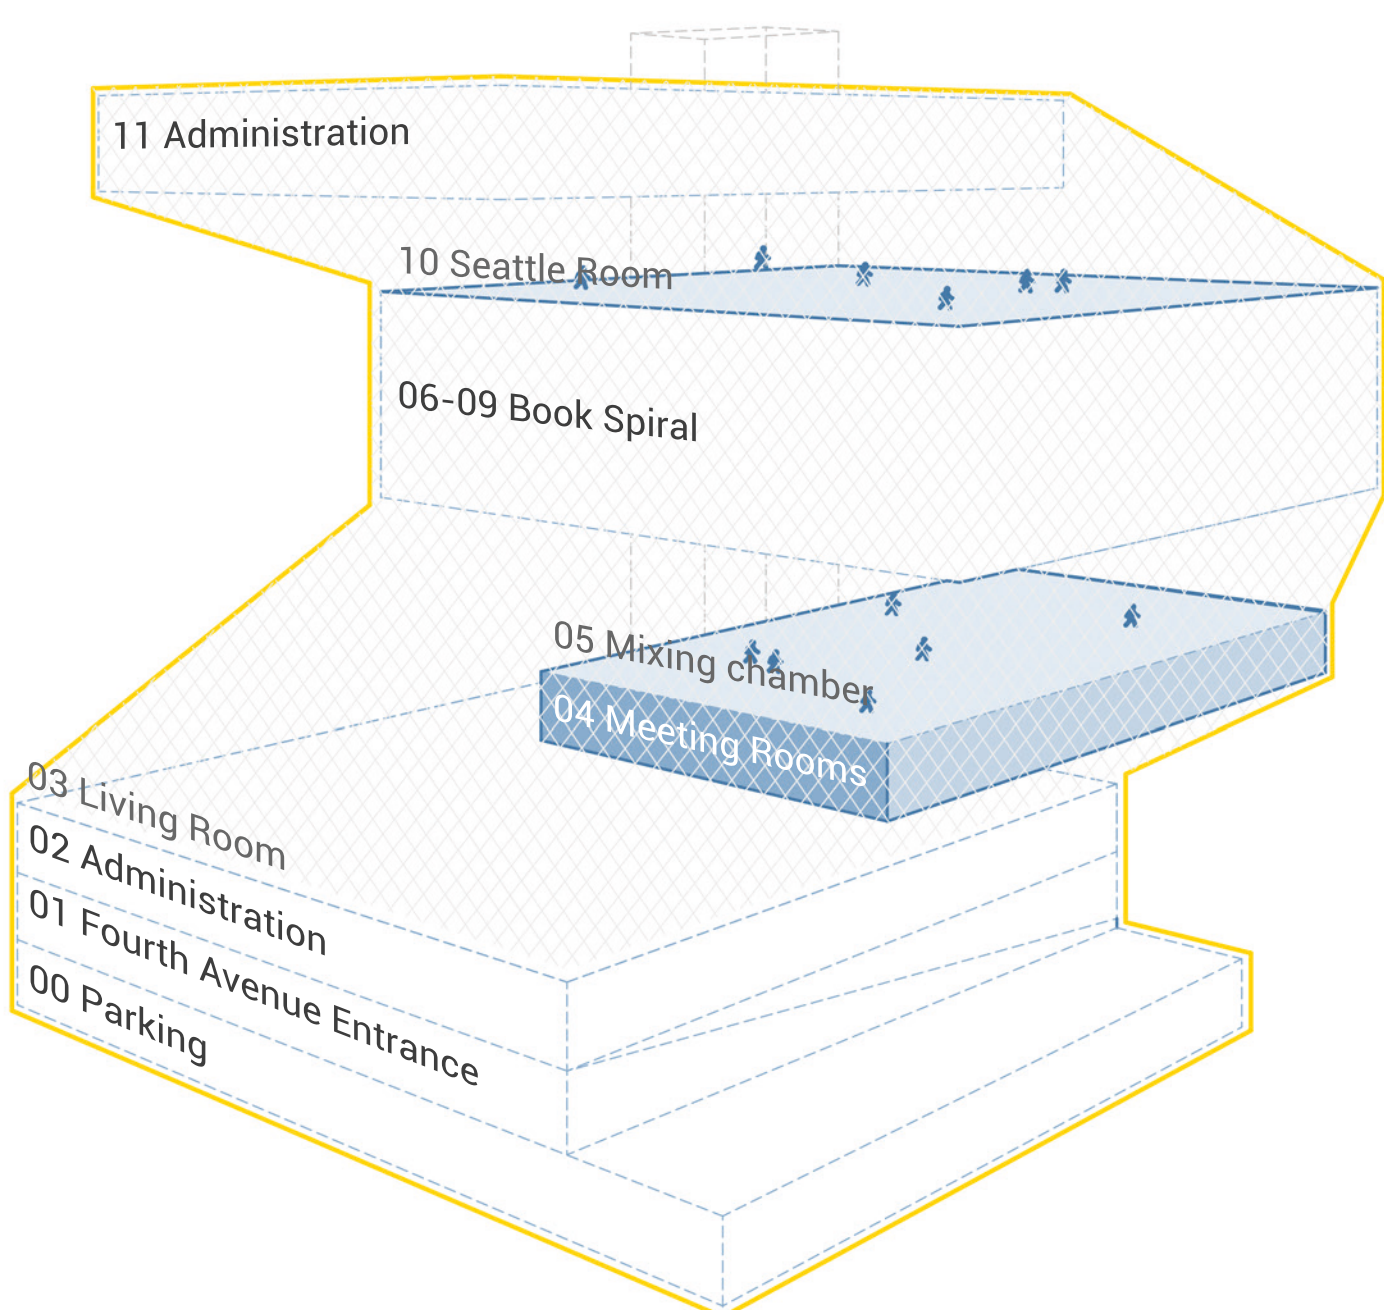 11 Administration
10 Seattle Room
06-09 Book Spiral
05 Mixing chamber
04 Meeting Rooms
03 Living Room
02 Administration
01 Fourth Avenue Entrance
00 Parking